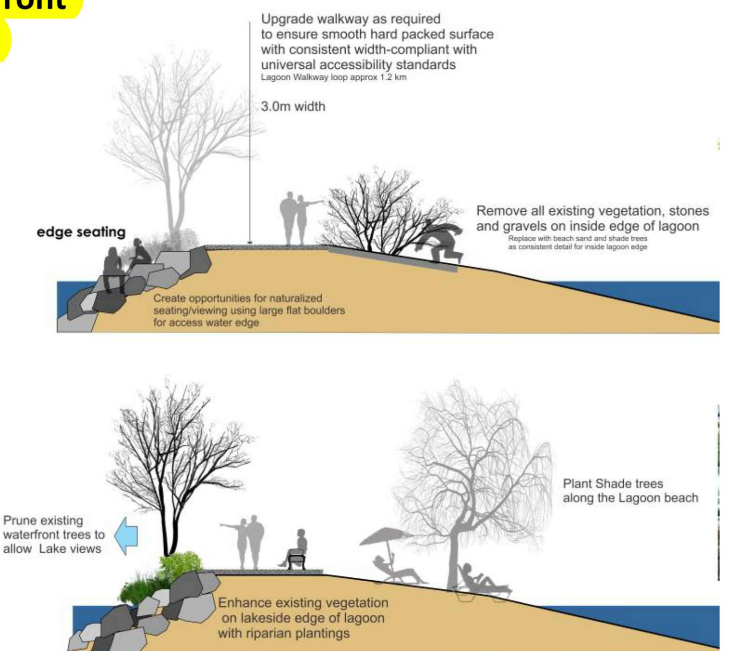 front
Upgrade walkway as required
to ensure smooth hard packed surface
with consistent width-compliant with
universal accessibility standards
Lagoon Walkway loop approx 1.2 km
3.0m width
edge seating
Remove all existing vegetation, stones
and gravels on inside edge of lagoon
Replace with beach sand and shade trees
as consistent detail for inside lagoon edge
Create opportunities for naturalized
seating/viewing using large flat boulders
for access water edge
Plant Shade trees
along the Lagoon beach
Prune existing
waterfront trees to
allow Lake views
Enhance existing vegetation
on lakeside edge of lagoon
with riparian plantings